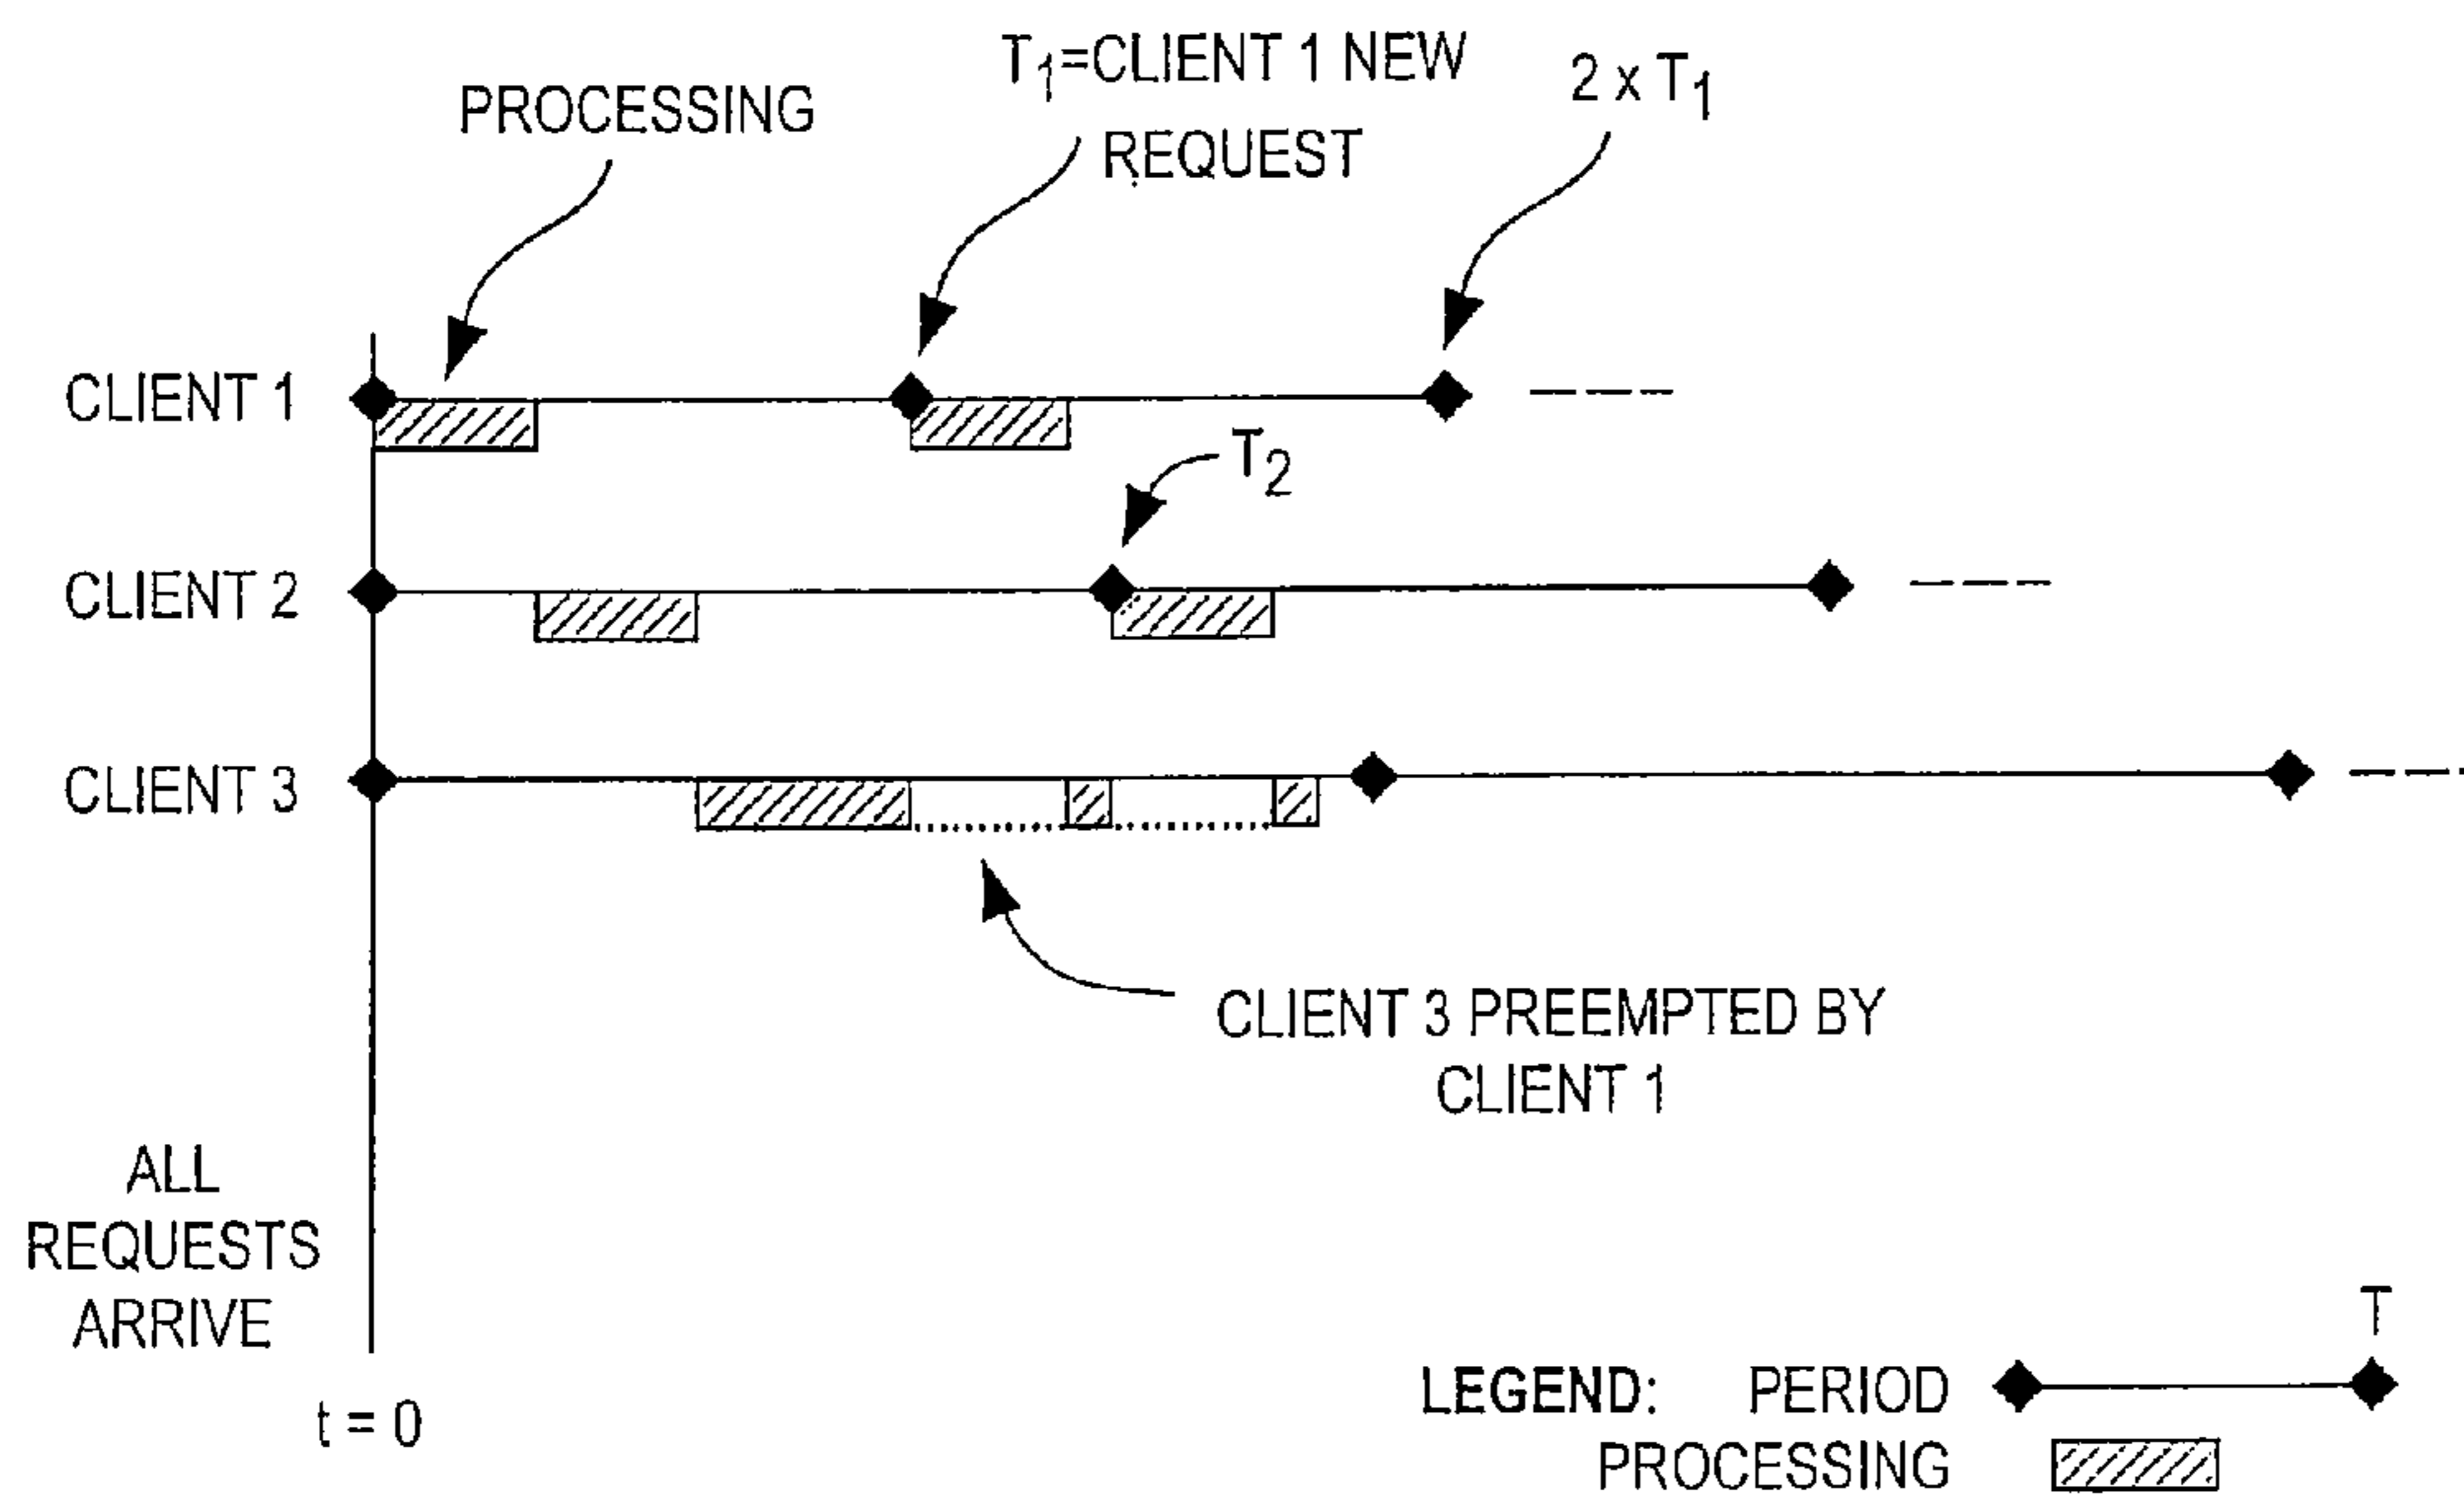 T1=CLIENT 1 NEW
REQUEST
2 x T1
PROCESSING
CLIENT 1
T2
CLIENT 2
CLIENT 3
CLIENT 3 PREEMPTED BY
CLIENT 1
ALL
REQUESTS
ARRIVE
t = 0
T
LEGEND: PERIOD
PROCESSING